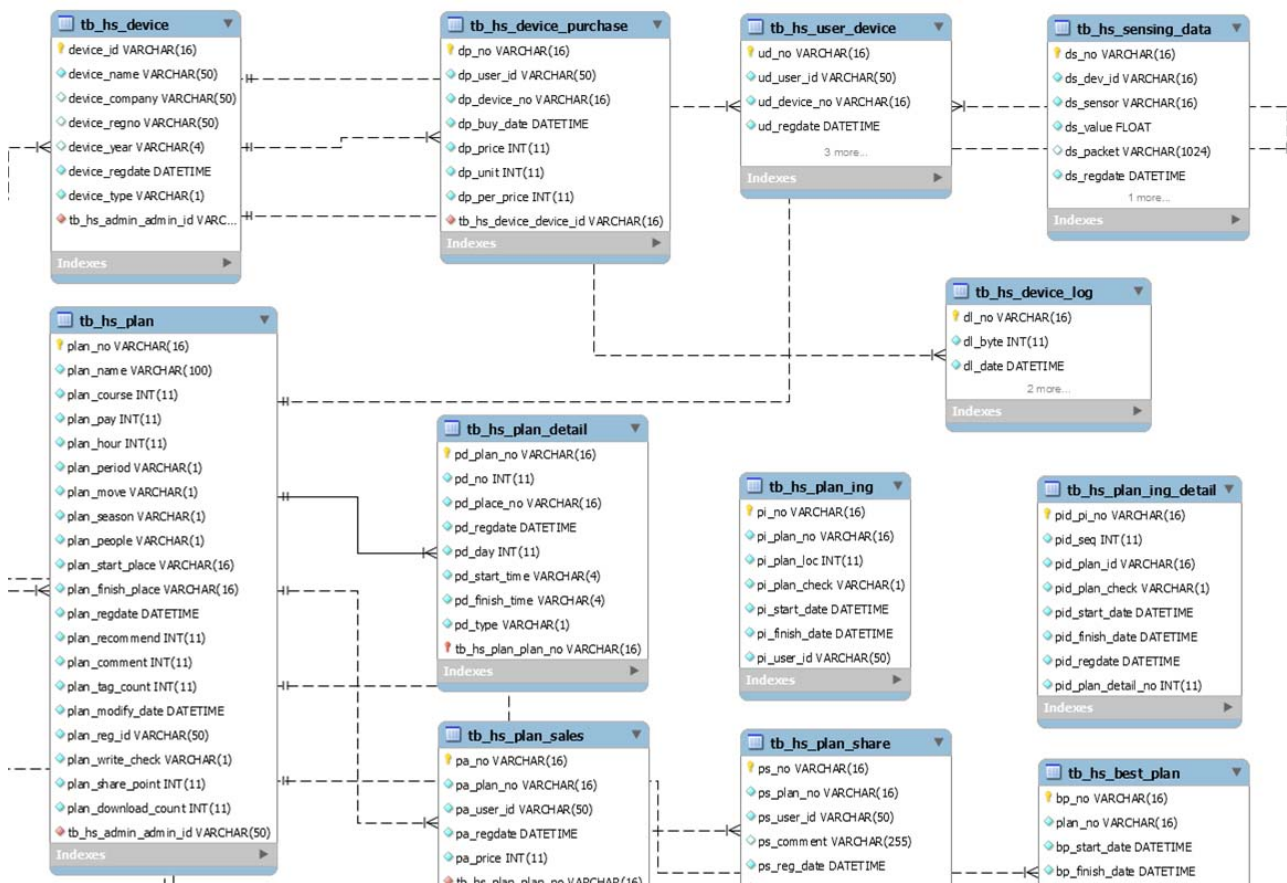 tb_hs_device
device_id VARCHAR(16)
device_name VARCHAR(50)
device_company VARCHAR(50)
device_regno VARCHAR(50)
device_year VARCHAR(4)
device_regdate DATETIME
device_type VARCHAR(1)
tb_hs_admin_admin_id VARC...
Indexes
tb_hs_device_purchase
dp_no VARCHAR(16)
dp_user_id VARCHAR(50)
dp_device_no VARCHAR(16)
dp_buy_date DATETIME
dp_price INT(11)
dp_unit INT(11)
dp_per_price INT(11)
tb_hs_device_device_id VARCHAR(16)
Indexes
tb_hs_user_device
ud_no VARCHAR(16)
ud_user_id VARCHAR(50)
ud_device_no VARCHAR(16)
ud_regdate DATETIME
3 more...
Indexes
tb_hs_sensing_data
ds_no VARCHAR(16)
ds_dev_id VARCHAR(16)
ds_sensor VARCHAR(16)
ds_value FLOAT
ds_packet VARCHAR(1024)
ds_regdate DATETIME
1 more...
Indexes
tb_hs_device_log
dl_no VARCHAR(16)
dl_byte INT(11)
dl_date DATETIME
2 more...
Indexes
tb_hs_plan
plan_no VARCHAR(16)
plan_name VARCHAR(100)
plan_course INT(11)
plan_pay INT(11)
plan_hour INT(11)
plan_period VARCHAR(1)
plan_move VARCHAR(1)
plan_season VARCHAR(1)
plan_people VARCHAR(1)
plan_start_place VARCHAR(16)
plan_finish_place VARCHAR(16)
plan_regdate DATETIME
plan_recommend INT(11)
plan_comment INT(11)
plan_tag_count INT(11)
plan_modify_date DATETIME
plan_reg_id VARCHAR(50)
plan_write_check VARCHAR(1)
plan_share_point INT(11)
plan_download_count INT(11)
tb_hs_admin_admin_id VARCHAR(50)
Indexes
tb_hs_plan_detail
pd_plan_no VARCHAR(16)
pd_no INT(11)
pd_place_no VARCHAR(16)
pd_regdate DATETIME
pd_day INT(11)
pd_start_time VARCHAR(4)
pd_finish_time VARCHAR(4)
pd_type VARCHAR(1)
tb_hs_plan_plan_no VARCHAR(16)
Indexes
tb_hs_plan_ing
pi_no VARCHAR(16)
pi_plan_no VARCHAR(16)
pi_plan_loc INT(11)
pi_plan_check VARCHAR(1)
pi_start_date DATETIME
pi_finish_date DATETIME
pi_user_id VARCHAR(50)
Indexes
tb_hs_plan_ing_detail
pid_pi_no VARCHAR(16)
pid_seq INT(11)
pid_plan_id VARCHAR(16)
pid_plan_check VARCHAR(1)
pid_start_date DATETIME
pid_finish_date DATETIME
pid_regdate DATETIME
pid_plan_detail_no INT(11)
Indexes
tb_hs_plan_sales
pa_no VARCHAR(16)
pa_plan_no VARCHAR(16)
pa_user_id VARCHAR(50)
pa_regdate DATETIME
pa_price INT(11)
tb_hs_plan_plan_no VARCHAR(16)
tb_hs_plan_share
ps_no VARCHAR(16)
ps_plan_no VARCHAR(16)
ps_user_id VARCHAR(50)
ps_comment VARCHAR(255)
ps_reg_date DATETIME
tb_hs_best_plan
bp_no VARCHAR(16)
plan_no VARCHAR(16)
bp_start_date DATETIME
bp_finish_date DATETIME